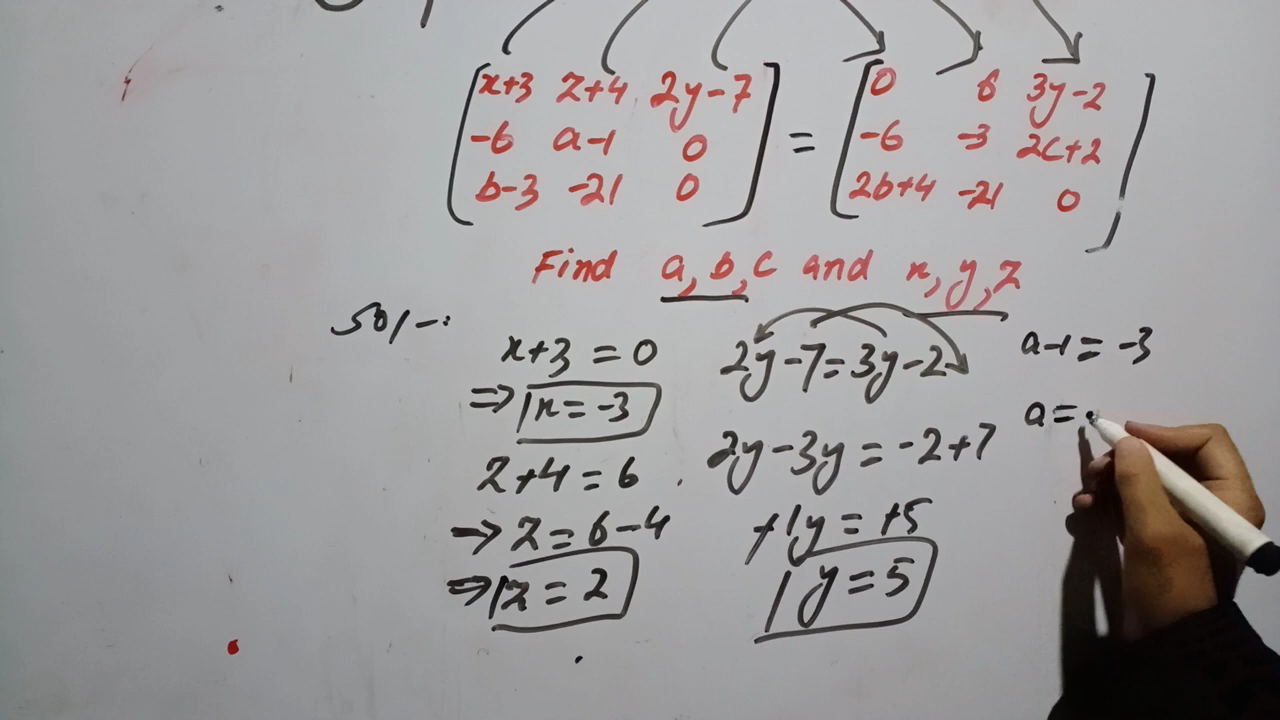 [x+3 z+4 2y-7] = [0 6 3y-2]
[-6 a-1 0] [-6 -3 2c+2]
[b-3 -21 0] [2b+4 -21 0]
Find a, b, c and x, y, z
Sol-:
x+3 = 0
⇒ x = -3
z+4 = 6
→ z = 6-4
⇒ z = 2
2y-7 = 3y-2
2y-3y = -2+7
+1y = +5
y = 5
a-1 = -3
a =